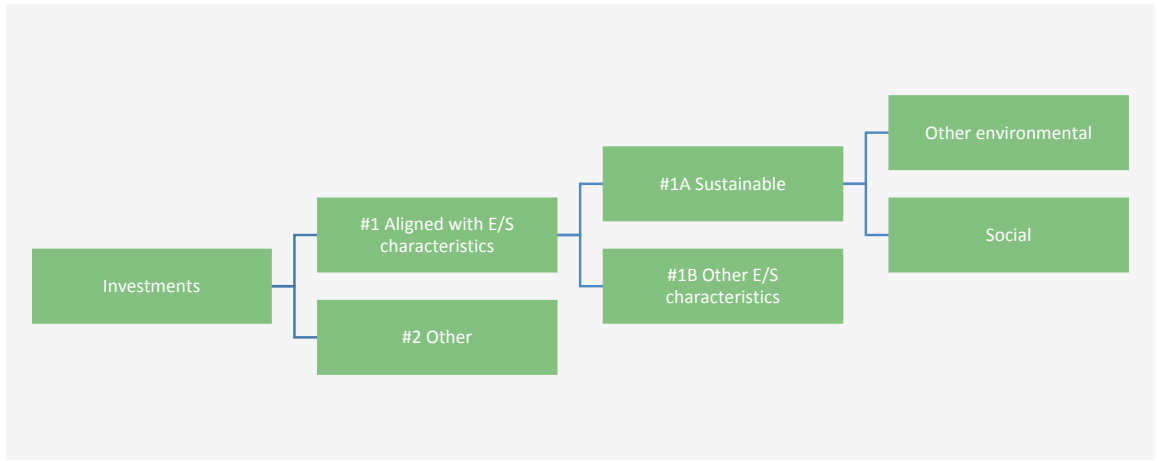 Investments
#1 Aligned with E/S
characteristics
#2 Other
#1A Sustainable
#1B Other E/S
characteristics
Other environmental
Social